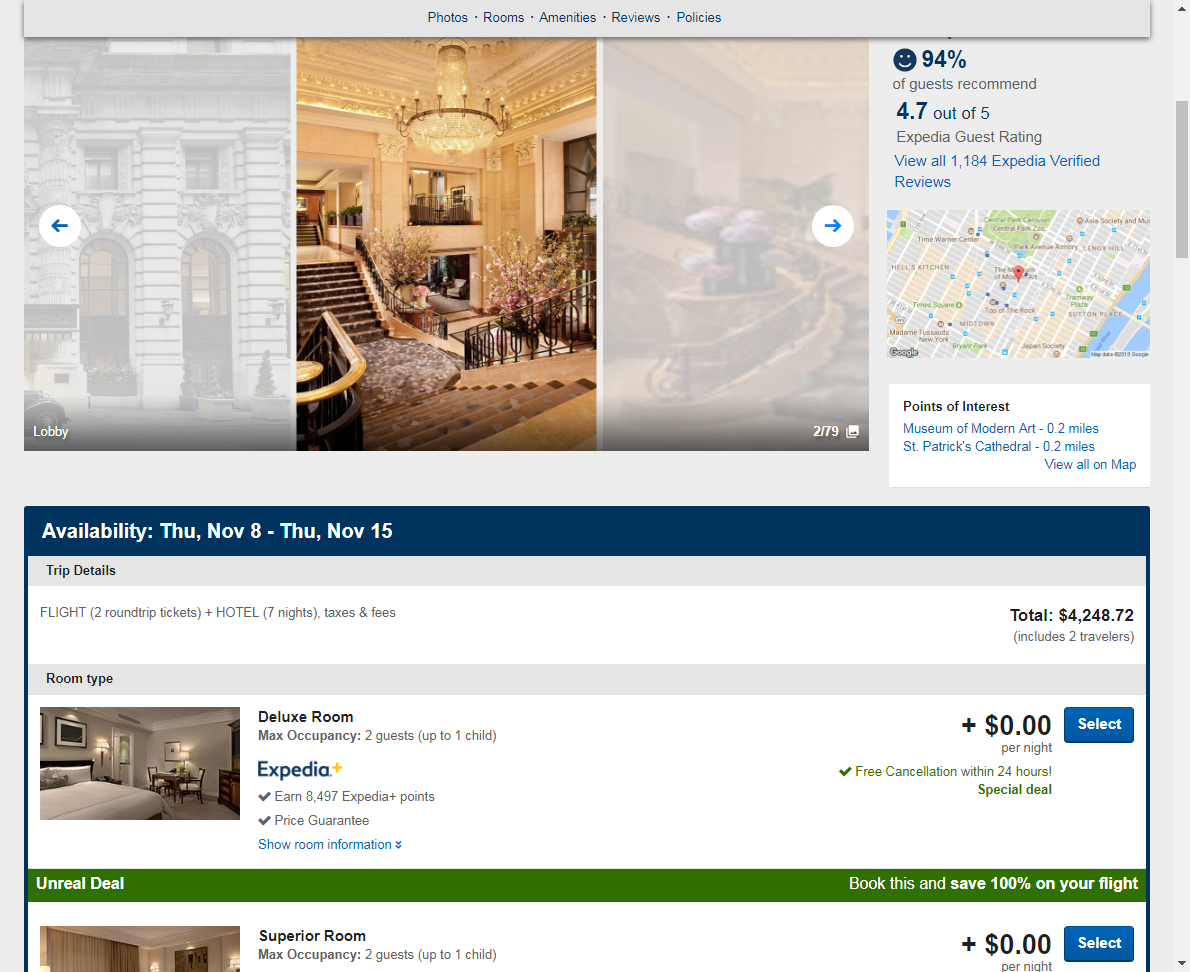 Photos · Rooms · Amenities · Reviews · Policies
94%
of guests recommend
4.7 out of 5
Expedia Guest Rating
View all 1,184 Expedia Verified
Reviews
Central Park Carousel
Central Park Zoo
Asia Society and Mus
Time Warner Center
Park Avenue Armory
LENOX HILL
HELL'S KITCHEN
The Museum
of Modern Art
Times Square
Top of The Rock
Tramway
Plaza
SUTTON PLACE
MIDTOWN
Madame Tussauds
New York
Bryant Park
Japan Society
Google
Map data ©2018 Google
Lobby
2/79
Points of Interest
Museum of Modern Art - 0.2 miles
St. Patrick's Cathedral - 0.2 miles
View all on Map
Availability: Thu, Nov 8 - Thu, Nov 15
Trip Details
FLIGHT (2 roundtrip tickets) + HOTEL (7 nights), taxes & fees
Total: $4,248.72
(includes 2 travelers)
Room type
Deluxe Room
Max Occupancy: 2 guests (up to 1 child)
Expedia+
Earn 8,497 Expedia+ points
Price Guarantee
Show room information
+ $0.00
per night
Select
Free Cancellation within 24 hours!
Special deal
Unreal Deal
Book this and save 100% on your flight
Superior Room
Max Occupancy: 2 guests (up to 1 child)
+ $0.00
per night
Select